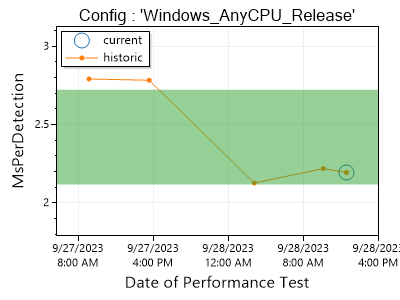 Config : 'Windows_AnyCPU_Release'
current
historic
MsPerDetection
3
2.5
2
9/27/2023 9/27/2023 9/28/2023 9/28/2023 9/28/2023
8:00 AM 4:00 PM 12:00 AM 8:00 AM 4:00 PM
Date of Performance Test